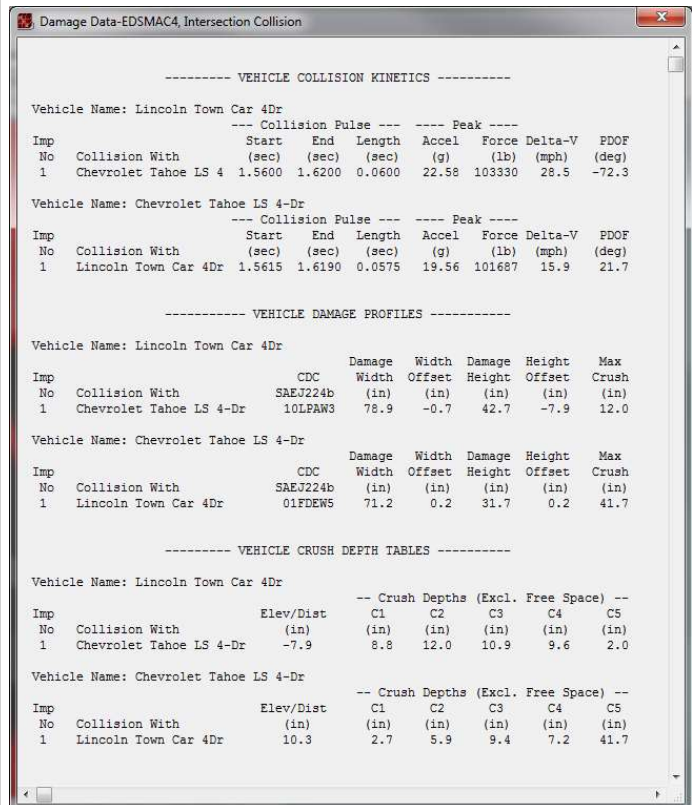 Damage Data-EDSMAC4, Intersection Collision
--------- VEHICLE COLLISION KINETICS ----------
Vehicle Name: Lincoln Town Car 4Dr
--- Collision Pulse --- ---- Peak ----
Imp Start End Length Accel Force Delta-V PDOF
No Collision With (sec) (sec) (sec) (g) (lb) (mph) (deg)
1 Chevrolet Tahoe LS 4 1.5600 1.6200 0.0600 22.58 103330 28.5 -72.3
Vehicle Name: Chevrolet Tahoe LS 4-Dr
--- Collision Pulse --- ---- Peak ----
Imp Start End Length Accel Force Delta-V PDOF
No Collision With (sec) (sec) (sec) (g) (lb) (mph) (deg)
1 Lincoln Town Car 4Dr 1.5615 1.6190 0.0575 19.56 101687 15.9 21.7
----------- VEHICLE DAMAGE PROFILES -----------
Vehicle Name: Lincoln Town Car 4Dr
Damage Width Damage Height Max
Imp CDC Width Offset Height Offset Crush
No Collision With SAEJ224b (in) (in) (in) (in) (in)
1 Chevrolet Tahoe LS 4-Dr 10LPAW3 78.9 -0.7 42.7 -7.9 12.0
Vehicle Name: Chevrolet Tahoe LS 4-Dr
Damage Width Damage Height Max
Imp CDC Width Offset Height Offset Crush
No Collision With SAEJ224b (in) (in) (in) (in) (in)
1 Lincoln Town Car 4Dr 01FDEW5 71.2 0.2 31.7 0.2 41.7
--------- VEHICLE CRUSH DEPTH TABLES ----------
Vehicle Name: Lincoln Town Car 4Dr
-- Crush Depths (Excl. Free Space) --
Imp Elev/Dist C1 C2 C3 C4 C5
No Collision With (in) (in) (in) (in) (in) (in)
1 Chevrolet Tahoe LS 4-Dr -7.9 8.8 12.0 10.9 9.6 2.0
Vehicle Name: Chevrolet Tahoe LS 4-Dr
-- Crush Depths (Excl. Free Space) --
Imp Elev/Dist C1 C2 C3 C4 C5
No Collision With (in) (in) (in) (in) (in) (in)
1 Lincoln Town Car 4Dr 10.3 2.7 5.9 9.4 7.2 41.7